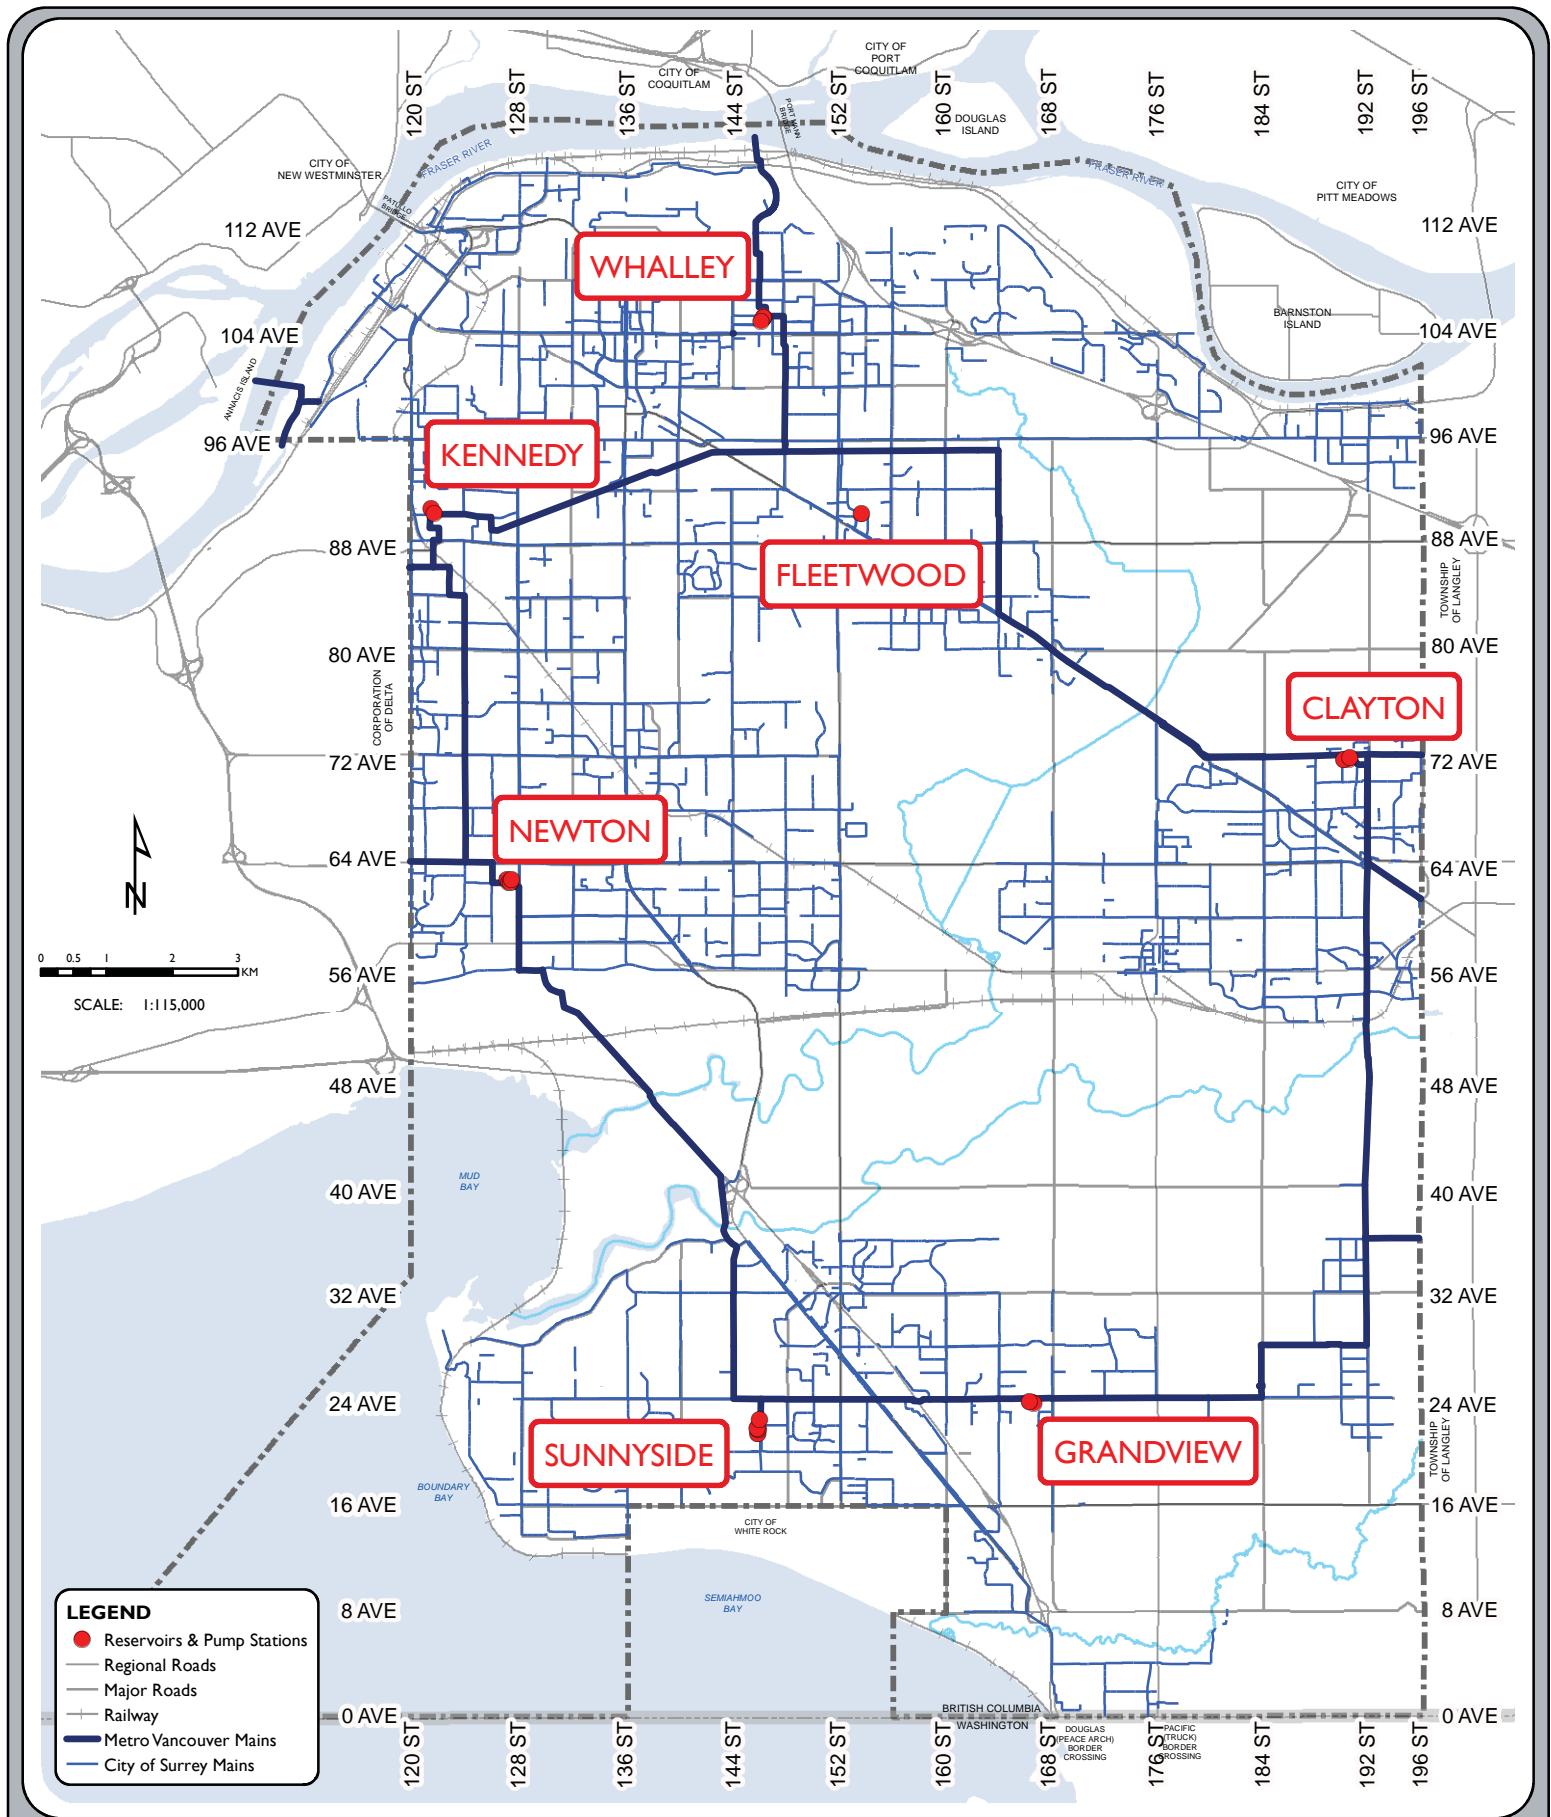 120 ST
128 ST
136 ST
144 ST
152 ST
160 ST
168 ST
176 ST
184 ST
192 ST
196 ST
CITY OF
COQUITLAM
CITY OF
PORT
COQUITLAM
PORT MANN
BRIDGE
DOUGLAS
ISLAND
CITY OF
NEW WESTMINSTER
FRASER RIVER
FRASER RIVER
CITY OF
PITT MEADOWS
PATULLO
BRIDGE
112 AVE
112 AVE
WHALLEY
BARNSTON
ISLAND
104 AVE
104 AVE
ANNACIS ISLAND
96 AVE
96 AVE
KENNEDY
88 AVE
88 AVE
FLEETWOOD
TOWNSHIP
OF LANGLEY
80 AVE
80 AVE
CORPORATION
OF DELTA
CLAYTON
72 AVE
72 AVE
NEWTON
64 AVE
64 AVE
N
0 0.5 1 2 3
KM
SCALE: 1:115,000
56 AVE
56 AVE
48 AVE
48 AVE
MUD
BAY
40 AVE
40 AVE
32 AVE
32 AVE
24 AVE
24 AVE
SUNNYSIDE
GRANDVIEW
TOWNSHIP
OF LANGLEY
BOUNDARY
BAY
16 AVE
16 AVE
CITY OF
WHITE ROCK
SEMIAHMOO
BAY
8 AVE
8 AVE
LEGEND
Reservoirs & Pump Stations
Regional Roads
Major Roads
Railway
Metro Vancouver Mains
City of Surrey Mains
0 AVE
0 AVE
BRITISH COLUMBIA
WASHINGTON
DOUGLAS
(PEACE ARCH)
BORDER
CROSSING
PACIFIC
(TRUCK)
BORDER
CROSSING
120 ST
128 ST
136 ST
144 ST
152 ST
160 ST
168 ST
176 ST
184 ST
192 ST
196 ST